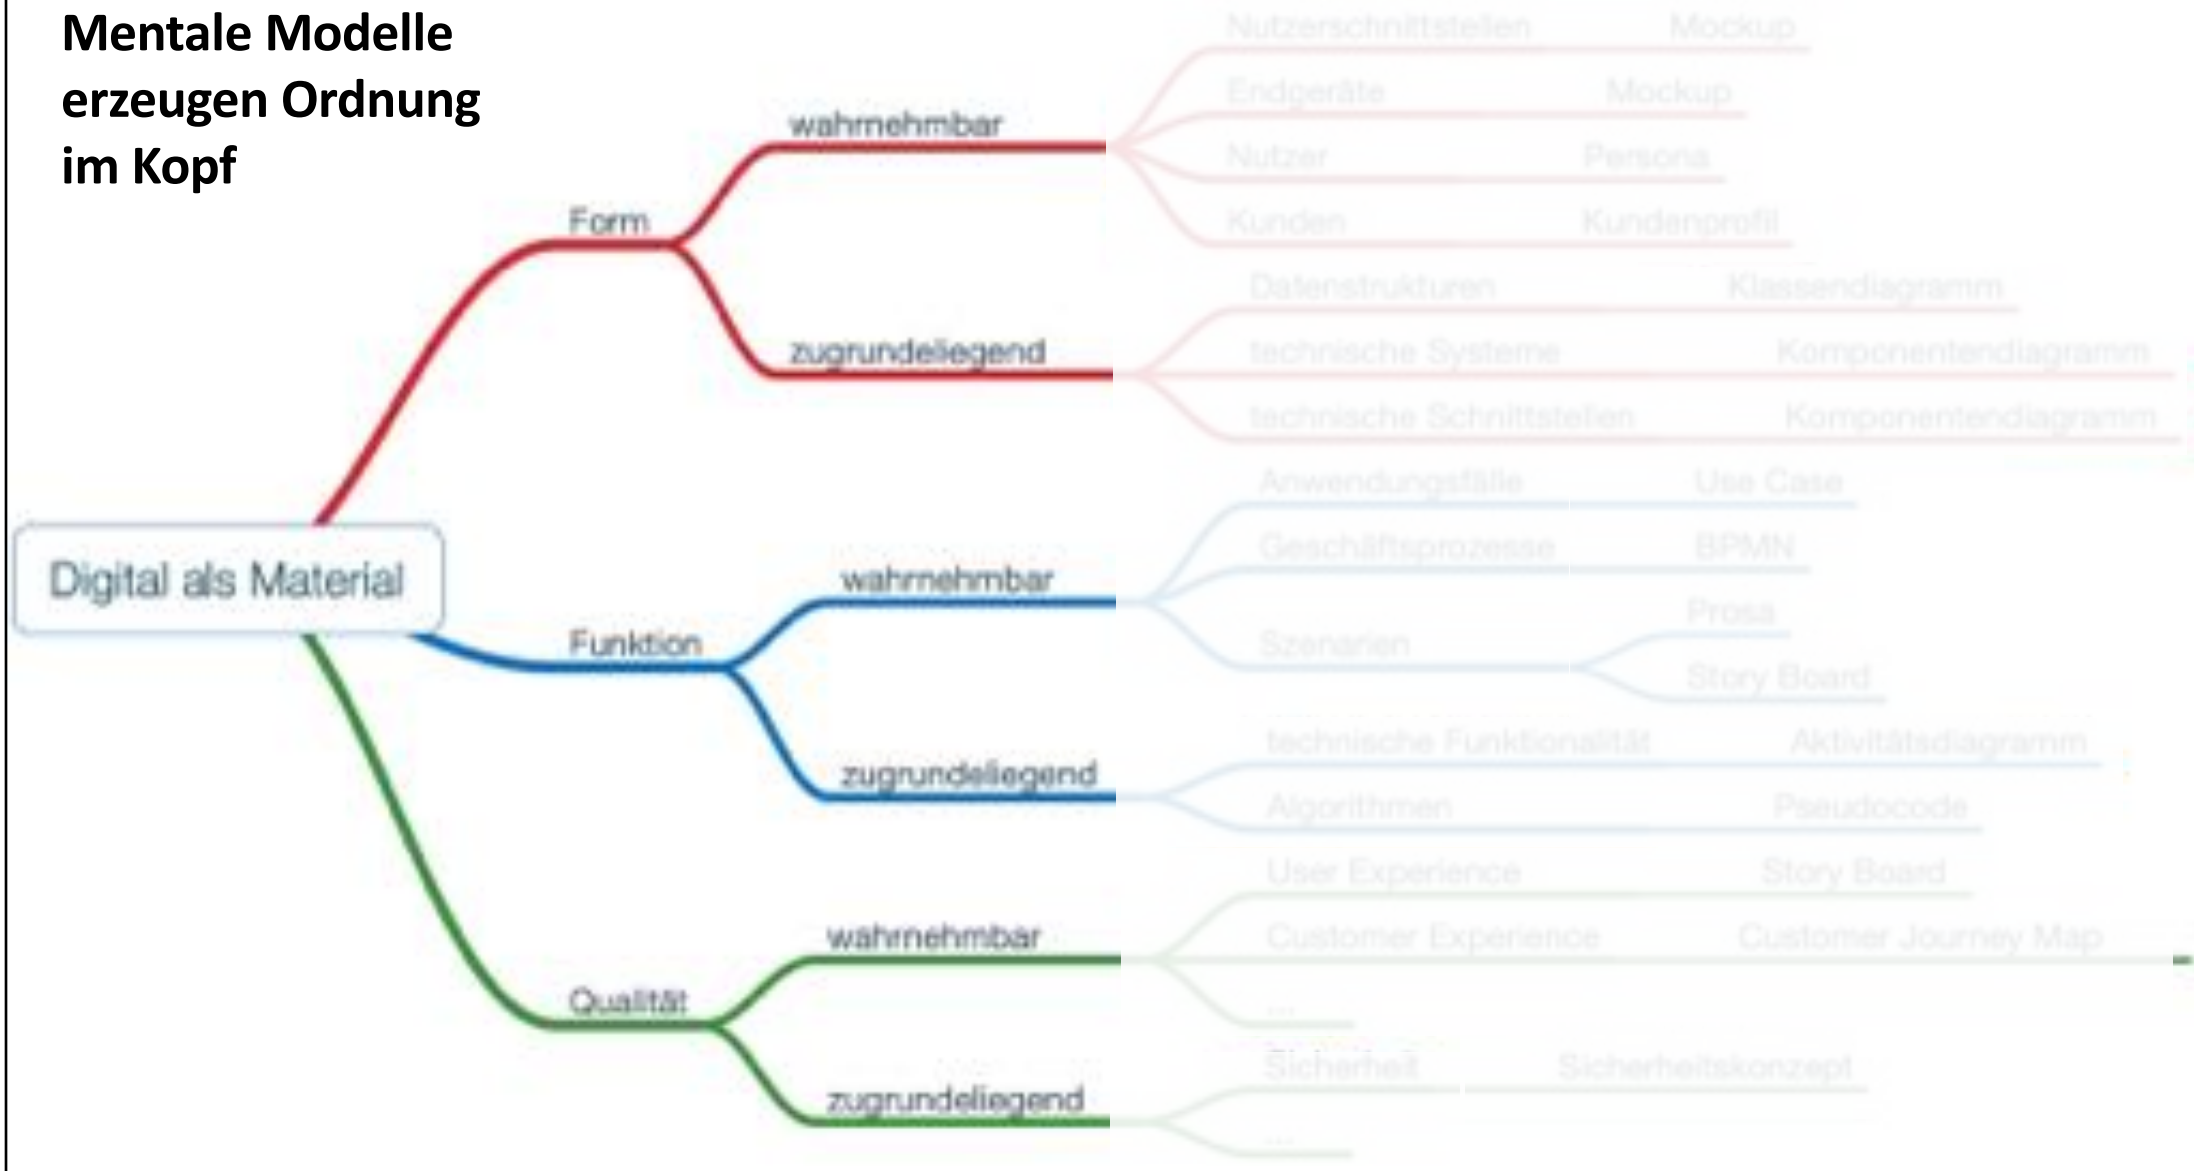 Mentale Modelle
erzeugen Ordnung
im Kopf
Digital als Material
Form
wahrnehmbar
Nutzerschnittstellen Mockup
Endgeräte Mockup
Nutzer Persona
Kunden Kundenprofil
zugrundeliegend
Datenstrukturen Klassendiagramm
technische Systeme Komponentendiagramm
technische Schnittstellen Komponentendiagramm
Funktion
wahrnehmbar
Anwendungsfälle Use Case
Geschäftsprozesse BPMN
Szenarien
Prosa
Story Board
zugrundeliegend
technische Funktionalität Aktivitätsdiagramm
Algorithmen Pseudocode
Qualität
wahrnehmbar
User Experience Story Board
Customer Experience Customer Journey Map
...
zugrundeliegend
Sicherheit Sicherheitskonzept
...